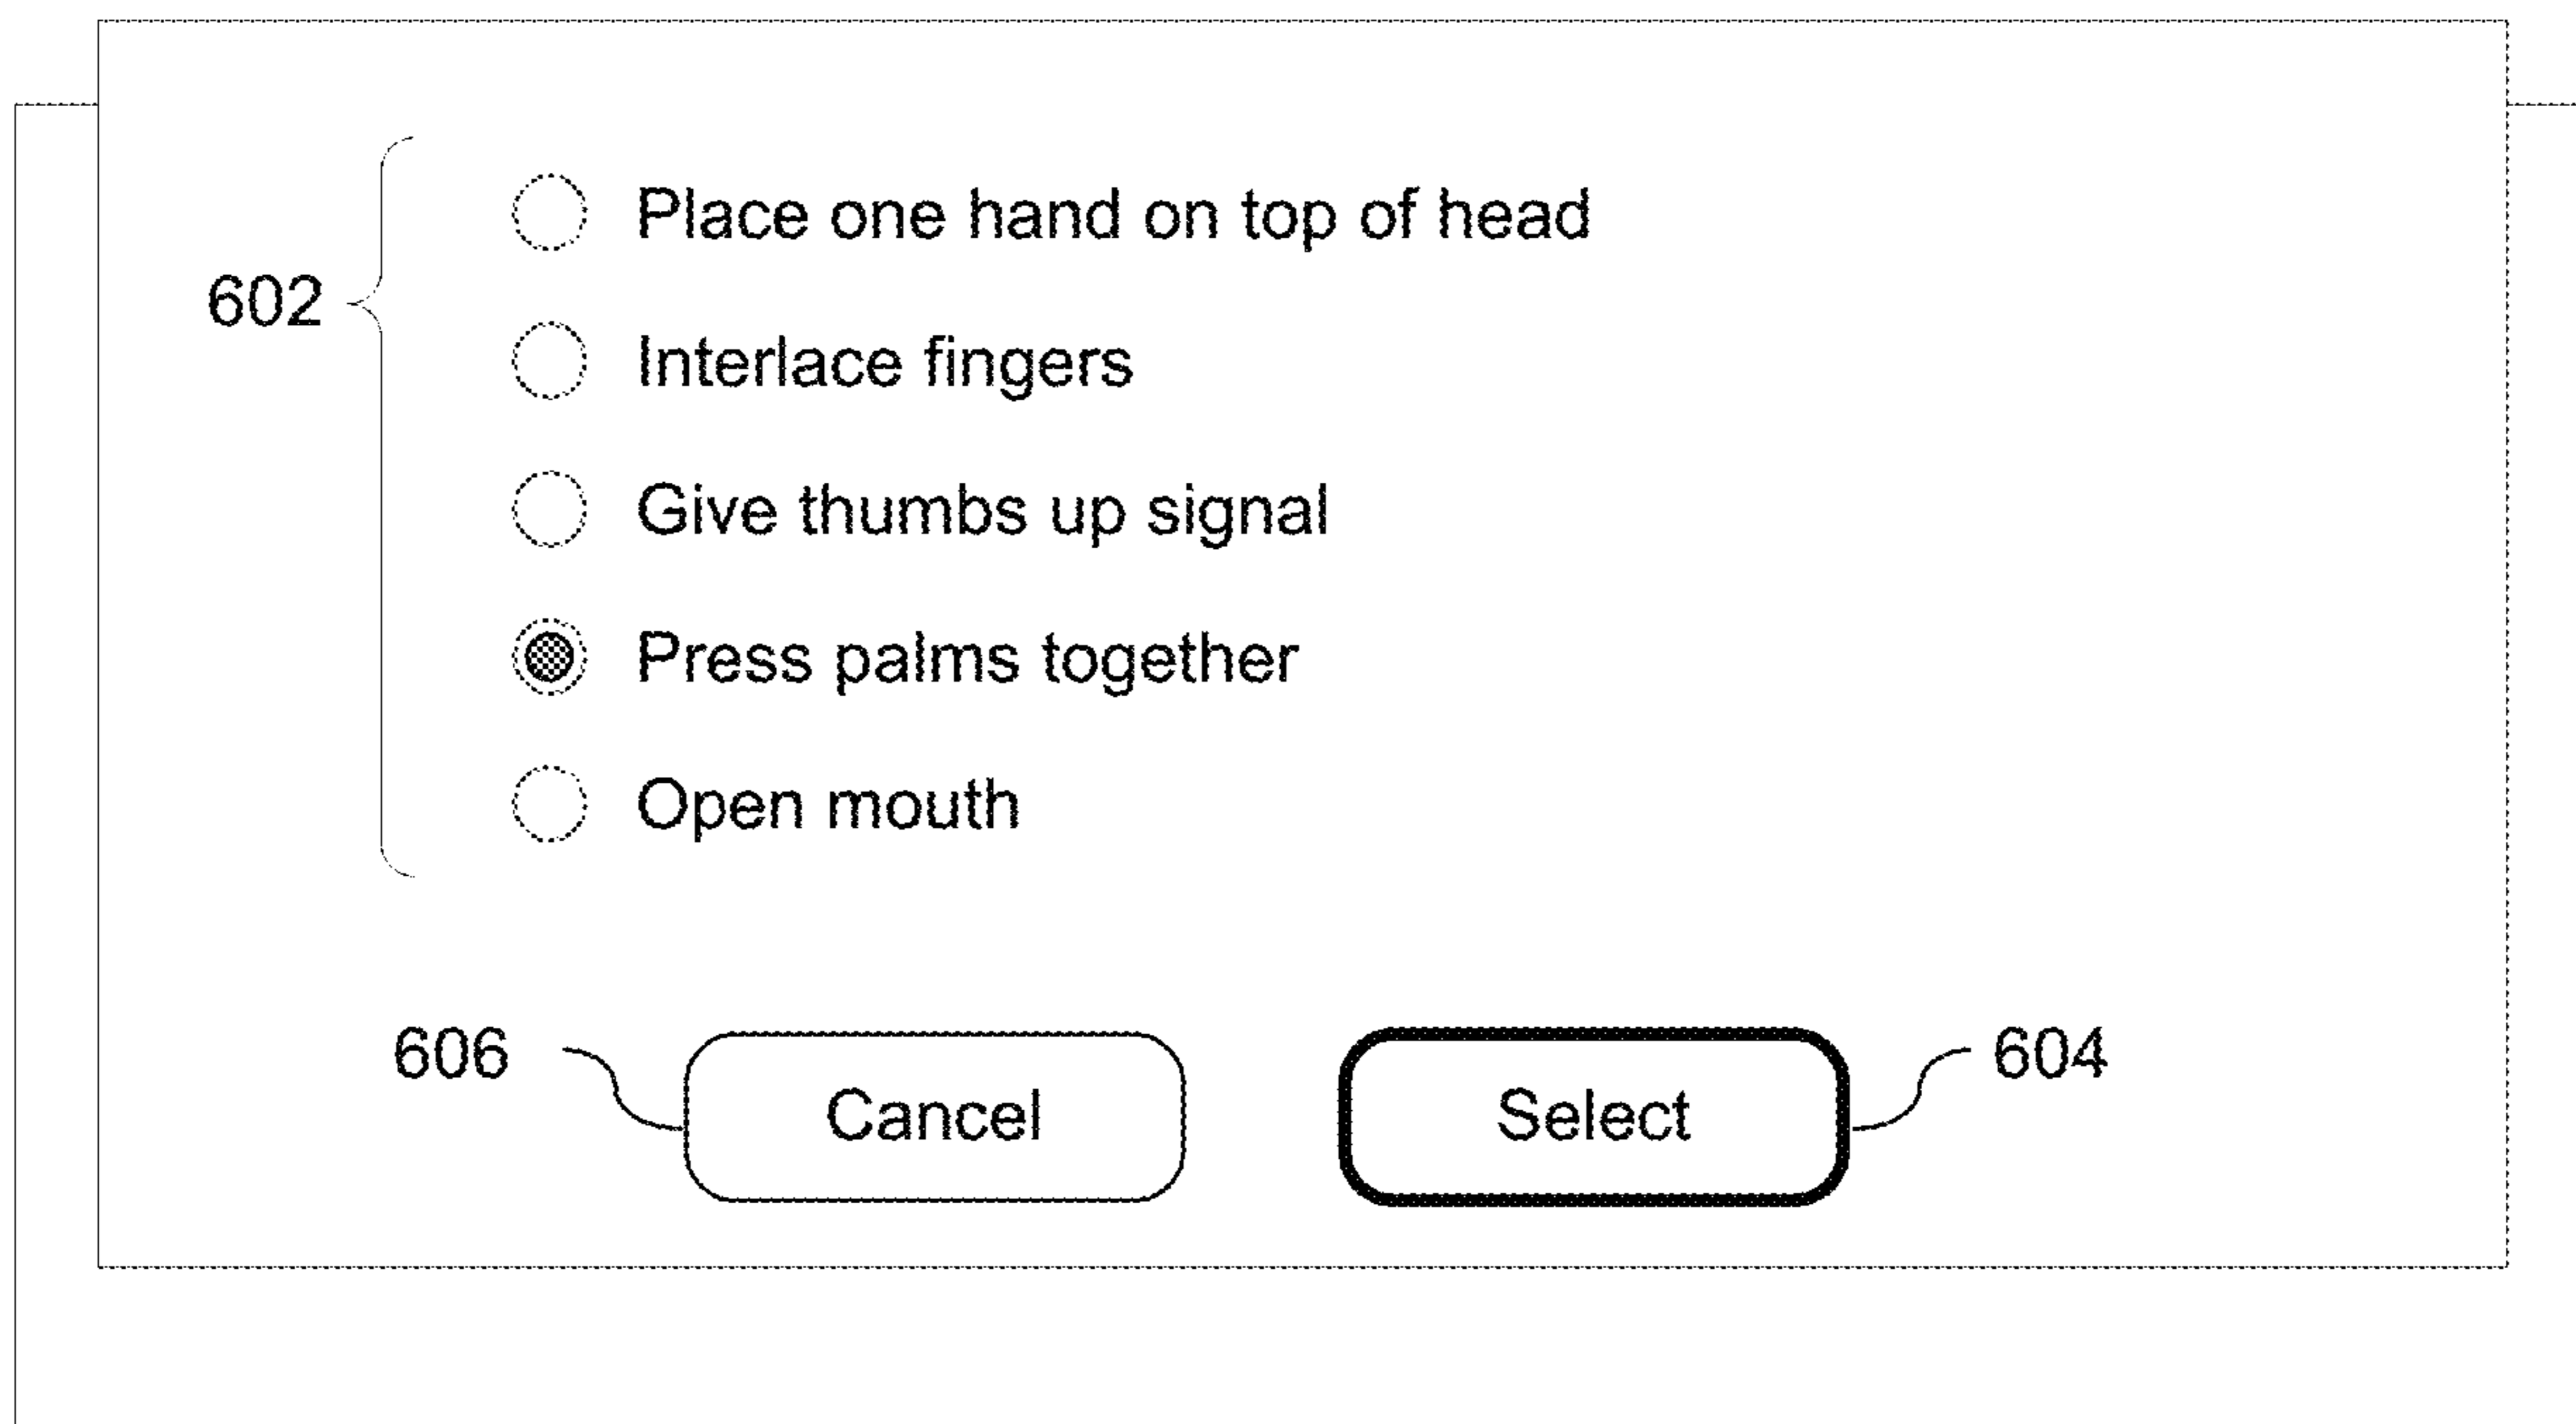 Place one hand on top of head
602
Interlace fingers
Give thumbs up signal
Press palms together
Open mouth
606
Cancel
Select
604